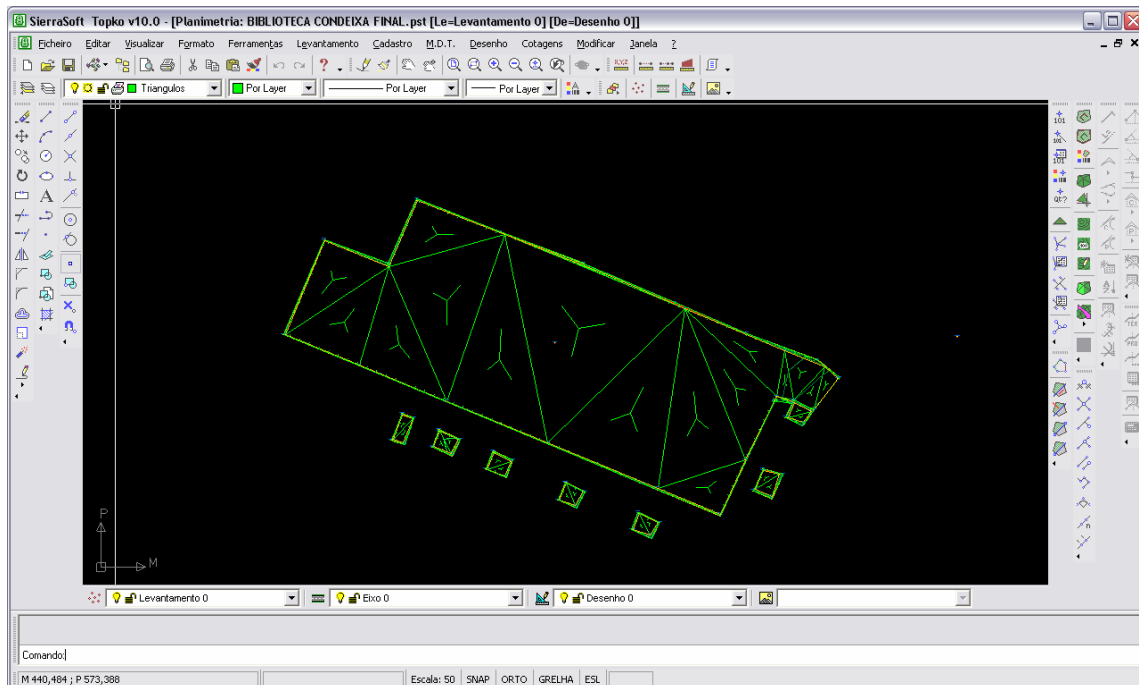 SierraSoft Topko v10.0 - [Planimetria: BIBLIOTECA CONDEIXA FINAL.pst [Le=Levantamento 0] [De=Desenho 0]]
Ficheiro Editar Visualizar Formato Ferramentas Levantamento Cadastro M.D.T. Desenho Cotagens Modificar Janela ?
Triangulos Por Layer Por Layer Por Layer
P
M
Levantamento 0 Eixo 0 Desenho 0
Comando:
M 440,484 ; P 573,388 Escala: 50 SNAP ORTO GRELHA ESL